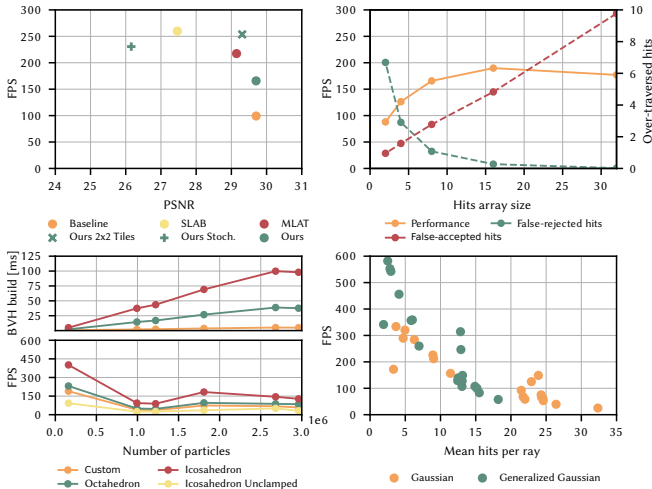 300
250
200
150
100
50
0
FPS
24 25 26 27 28 29 30 31
PSNR
Baseline SLAB MLAT
Ours 2x2 Tiles Ours Stoch. Ours
300
250
200
150
100
50
0
FPS
10
8
6
4
2
0
Over-traversed hits
0 10 20 30
Hits array size
Performance False-rejected hits
False-accepted hits
125
100
75
50
25
BVH build [ms]
600
450
300
150
0
FPS
0.0 0.5 1.0 1.5 2.0 2.5 3.0
1e6
Number of particles
Custom Icosahedron
Octahedron Icosahedron Unclamped
600
500
400
300
200
100
0
FPS
0 5 10 15 20 25 30 35
Mean hits per ray
Gaussian Generalized Gaussian